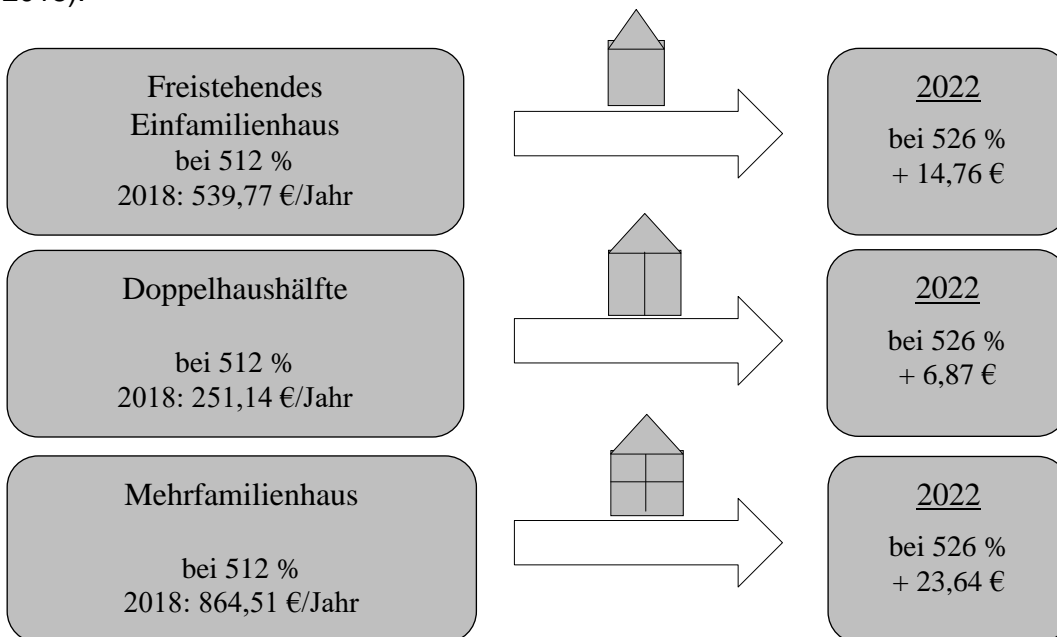 2018).
Freistehendes
Einfamilienhaus
bei 512 %
2018: 539,77 €/Jahr
2022
bei 526 %
+ 14,76 €
Doppelhaushälfte
bei 512 %
2018: 251,14 €/Jahr
2022
bei 526 %
+ 6,87 €
Mehrfamilienhaus
bei 512 %
2018: 864,51 €/Jahr
2022
bei 526 %
+ 23,64 €